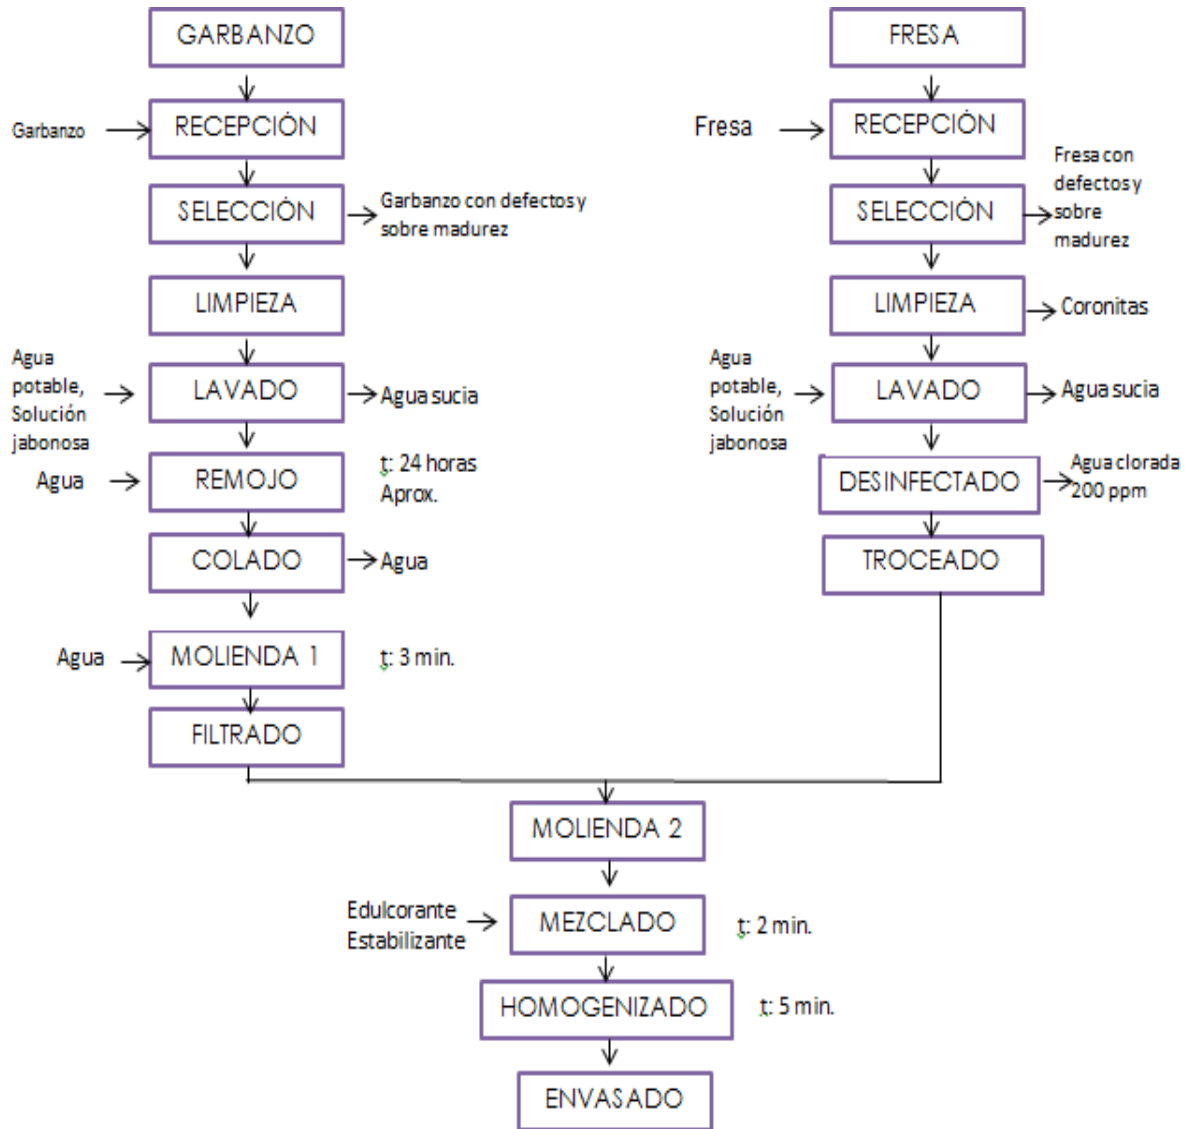 GARBANZO
Garbanzo
RECEPCIÓN
SELECCIÓN
Garbanzo con defectos y
sobre madurez
LIMPIEZA
Agua
potable,
Solución
jabonosa
LAVADO
Agua sucia
Agua
REMOJO
t: 24 horas
Aprox.
COLADO
Agua
Agua
MOLIENDA 1
t: 3 min.
FILTRADO
FRESA
Fresa
RECEPCIÓN
SELECCIÓN
Fresa con
defectos y
sobre
madurez
LIMPIEZA
Coronitas
Agua
potable,
Solución
jabonosa
LAVADO
Agua sucia
DESINFECTADO
Agua clorada
200 ppm
TROCEADO
MOLIENDA 2
Edulcorante
Estabilizante
MEZCLADO
t: 2 min.
HOMOGENIZADO
t: 5 min.
ENVASADO